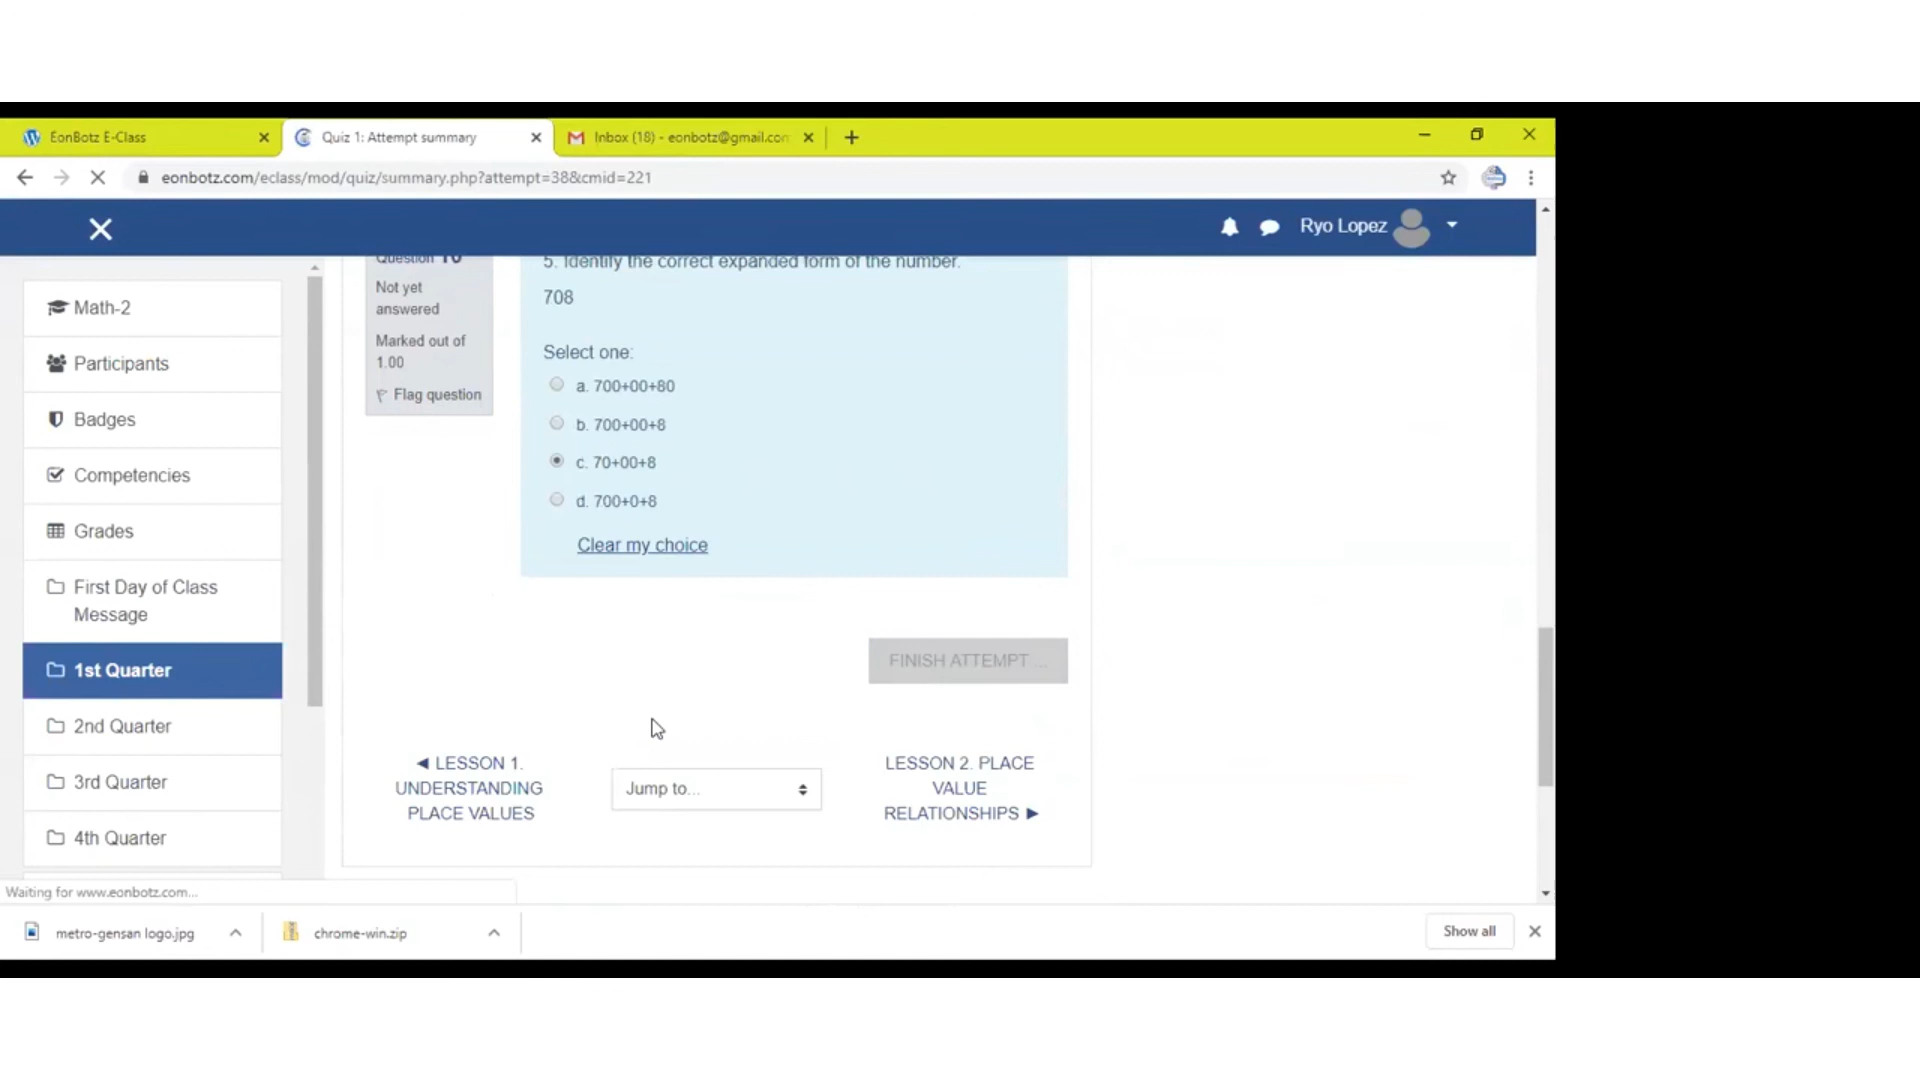 EonBotz E-Class
Quiz 1: Attempt summary
Inbox (18) - eonbotz@gmail.con
eonbotz.com/eclass/mod/quiz/summary.php?attempt=38&cmid=221
Ryo Lopez
Math-2
Participants
Badges
Competencies
Grades
First Day of Class
Message
1st Quarter
2nd Quarter
3rd Quarter
4th Quarter
Question 10
Not yet
answered
Marked out of
1.00
Flag question
5. Identify the correct expanded form of the number.
708
Select one:
a. 700+00+80
b. 700+00+8
c. 70+00+8
d. 700+0+8
Clear my choice
FINISH ATTEMPT ...
◄ LESSON 1.
UNDERSTANDING
PLACE VALUES
Jump to...
LESSON 2. PLACE
VALUE
RELATIONSHIPS ►
Waiting for www.eonbotz.com...
metro-gensan logo.jpg
chrome-win.zip
Show all